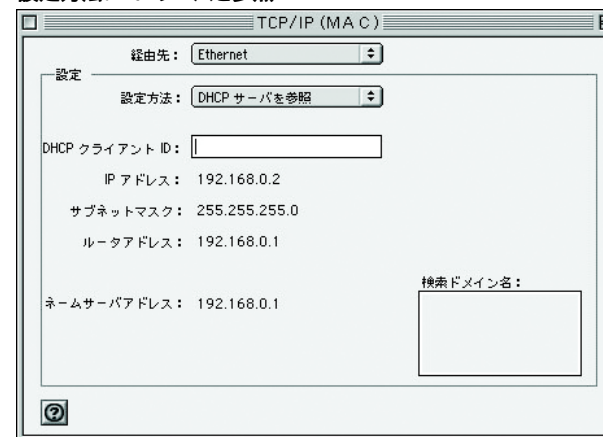 TCP/IP (MAC)
経由先： Ethernet
設定
設定方法： DHCP サーバを参照
DHCP クライアント ID：
IP アドレス： 192.168.0.2
サブネットマスク： 255.255.255.0
ルータアドレス： 192.168.0.1
検索ドメイン名：
ネームサーバアドレス： 192.168.0.1